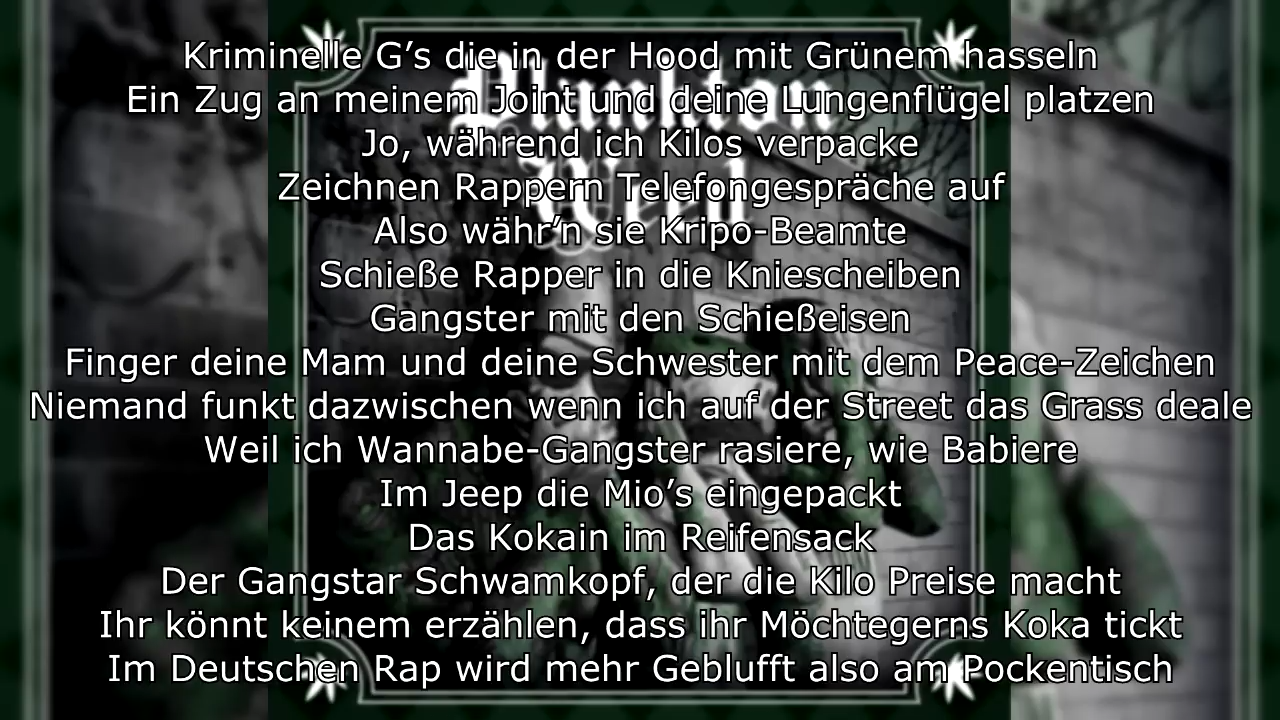 Plankton
Weed
Kriminelle G’s die in der Hood mit Grünem hasseln
Ein Zug an meinem Joint und deine Lungenflügel platzen
Jo, während ich Kilos verpacke
Zeichnen Rappern Telefongespräche auf
Also währ’n sie Kripo-Beamte
Schieße Rapper in die Kniescheiben
Gangster mit den Schießeisen
Finger deine Mam und deine Schwester mit dem Peace-Zeichen
Niemand funkt dazwischen wenn ich auf der Street das Grass deale
Weil ich Wannabe-Gangster rasiere, wie Babiere
Im Jeep die Mio’s eingepackt
Das Kokain im Reifensack
Der Gangstar Schwamkopf, der die Kilo Preise macht
Ihr könnt keinem erzählen, dass ihr Möchtegerns Koka tickt
Im Deutschen Rap wird mehr Geblufft also am Pockentisch